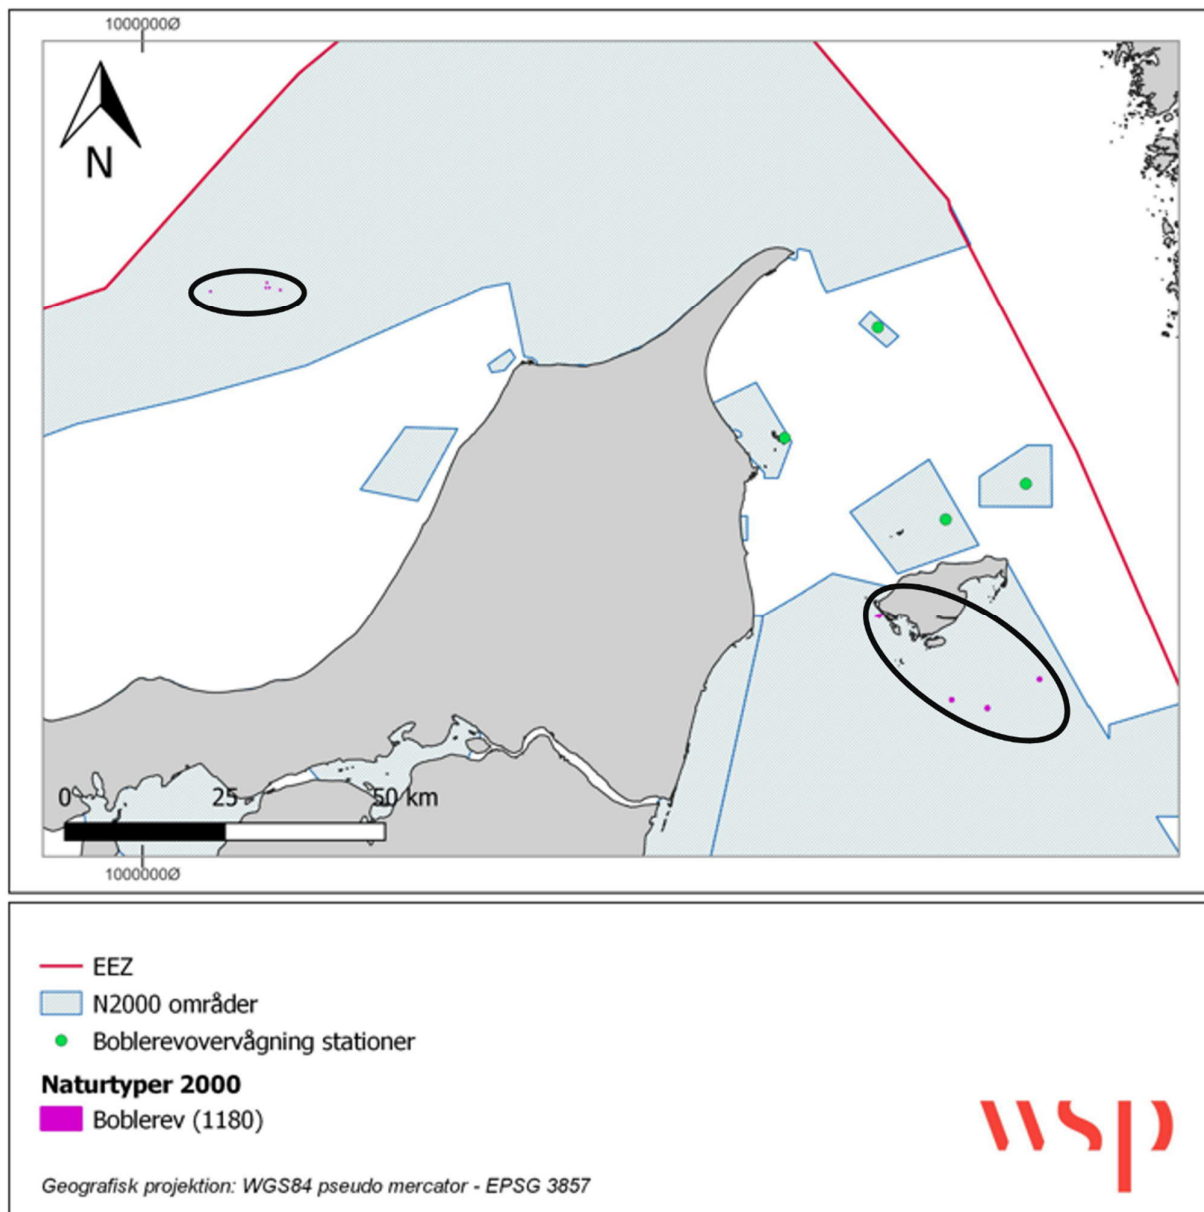 1000000Ø
N
0 25 50 km
1000000Ø
EEZ
N2000 områder
Boblerevovervågning stationer
Naturtyper 2000
Boblerev (1180)
wsp
Geografisk projektion: WGS84 pseudo mercator - EPSG 3857